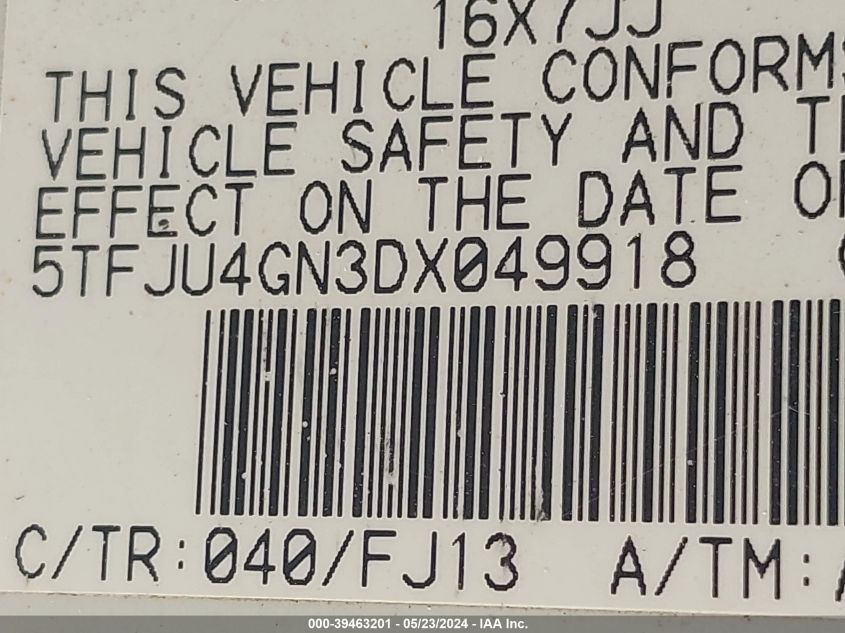 16X7JJ
THIS VEHICLE CONFORMS
VEHICLE SAFETY AND
EFFECT ON THE DATE
5TFJU4GN3DX049918
C/TR:040/FJ13 A/TM:
000-39463201 - 05/23/2024 - IAA Inc.